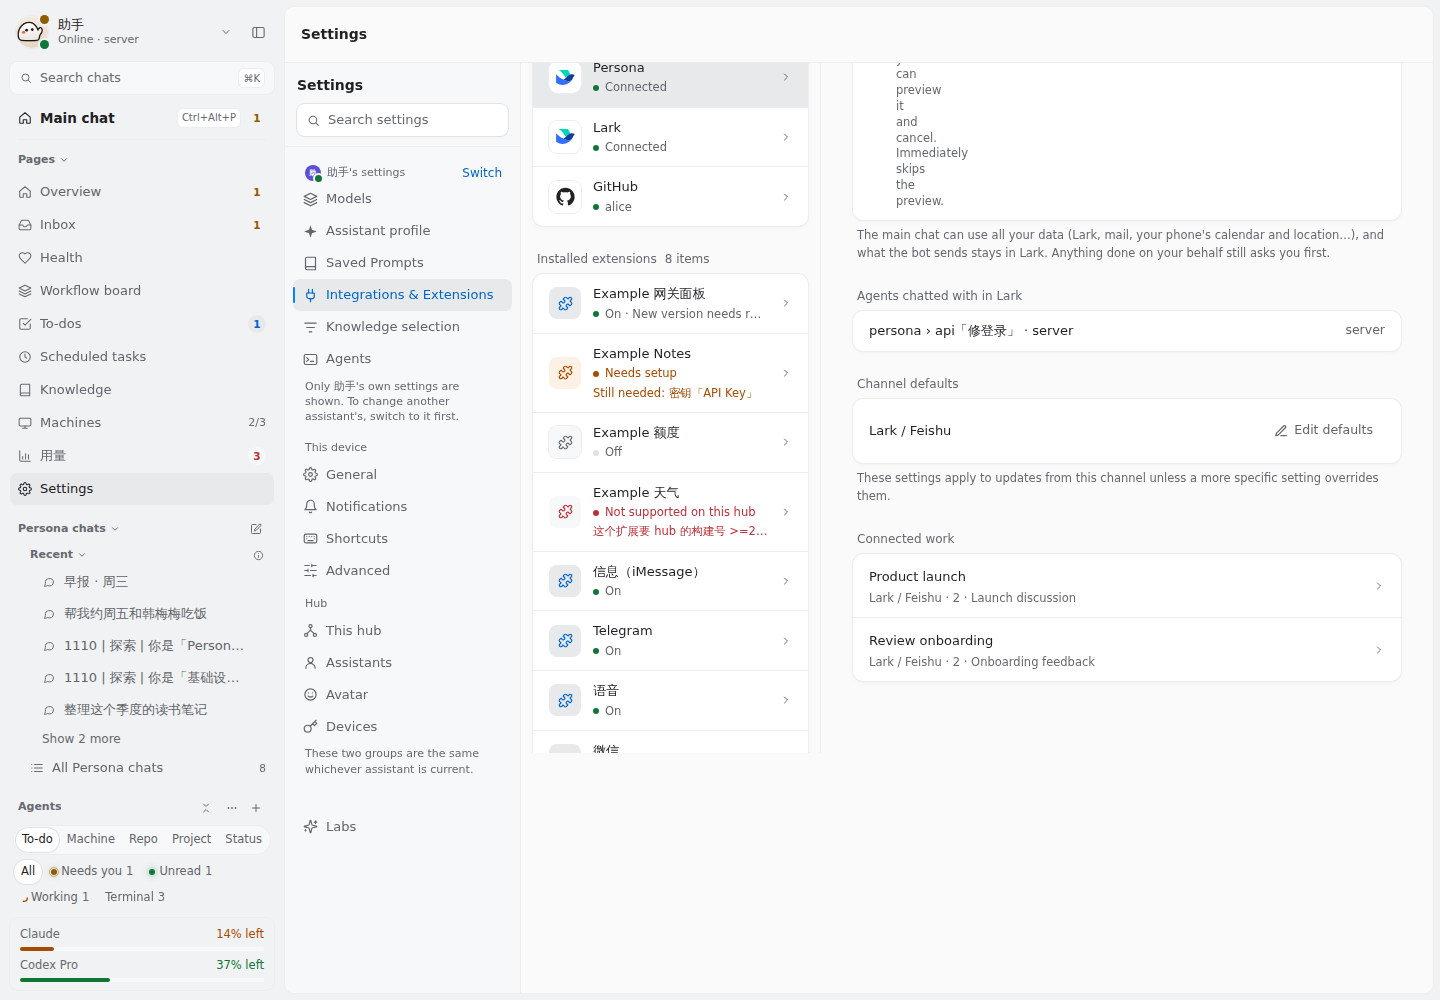 助手
Online · server
Search chats
⌘K
Main chat
Ctrl+Alt+P
1
Pages
Overview
1
Inbox
1
Health
Workflow board
To-dos
1
Scheduled tasks
Knowledge
Machines
2/3
用量
3
Settings
Persona chats
Recent
早报 · 周三
帮我约周五和韩梅梅吃饭
1110 | 探索 | 你是「Person…
1110 | 探索 | 你是「基础设…
整理这个季度的读书笔记
Show 2 more
All Persona chats
8
Agents
To-do
Machine
Repo
Project
Status
All
Needs you 1
Unread 1
Working 1
Terminal 3
Claude
14% left
Codex Pro
37% left
Settings
Settings
Search settings
助手's settings
Switch
Models
Assistant profile
Saved Prompts
Integrations & Extensions
Knowledge selection
Agents
Only 助手's own settings are
shown. To change another
assistant's, switch to it first.
This device
General
Notifications
Shortcuts
Advanced
Hub
This hub
Assistants
Avatar
Devices
These two groups are the same
whichever assistant is current.
Labs
Persona
Connected
Lark
Connected
GitHub
alice
Installed extensions 8 items
Example 网关面板
On · New version needs r…
Example Notes
Needs setup
Still needed: 密钥「API Key」
Example 额度
Off
Example 天气
Not supported on this hub
这个扩展要 hub 的构建号 >=2…
信息（iMessage）
On
Telegram
On
语音
On
微信
can
preview
it
and
cancel.
Immediately
skips
the
preview.
The main chat can use all your data (Lark, mail, your phone's calendar and location…), and
what the bot sends stays in Lark. Anything done on your behalf still asks you first.
Agents chatted with in Lark
persona › api「修登录」 · server
server
Channel defaults
Lark / Feishu
Edit defaults
These settings apply to updates from this channel unless a more specific setting overrides
them.
Connected work
Product launch
Lark / Feishu · 2 · Launch discussion
Review onboarding
Lark / Feishu · 2 · Onboarding feedback